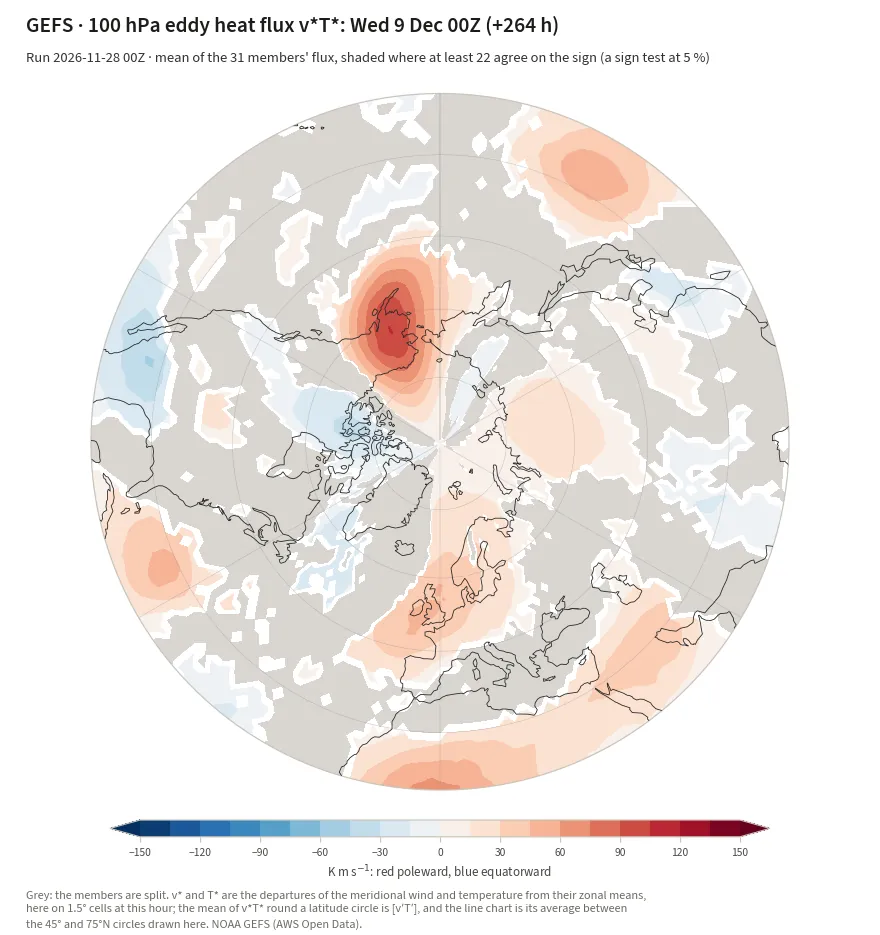 GEFS · 100 hPa eddy heat flux v*T*: Wed 9 Dec 00Z (+264 h)
Run 2026-11-28 00Z · mean of the 31 members' flux, shaded where at least 22 agree on the sign (a sign test at 5 %)
−150 −120 −90 −60 −30 0 30 60 90 120 150
K m s⁻¹: red poleward, blue equatorward
Grey: the members are split. v* and T* are the departures of the meridional wind and temperature from their zonal means,
here on 1.5° cells at this hour; the mean of v*T* round a latitude circle is [v'T'], and the line chart is its average between
the 45° and 75°N circles drawn here. NOAA GEFS (AWS Open Data).